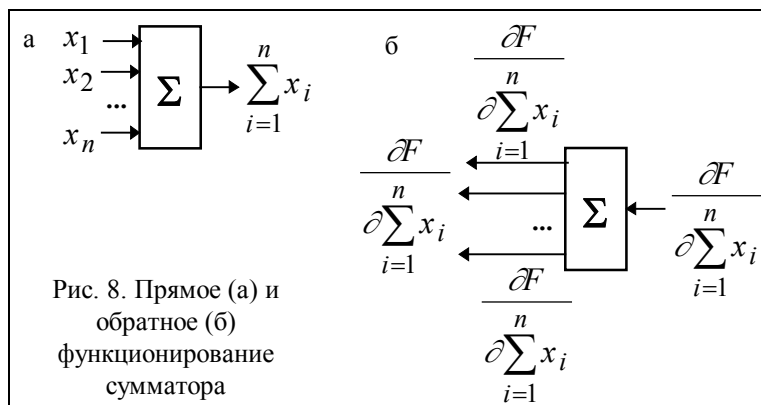 а
x₁
x₂
...
xₙ
Σ
n
∑ xᵢ
i=1
б
∂F
n
∂∑ xᵢ
i=1
∂F
n
∂∑ xᵢ
i=1
...
Σ
∂F
n
∂∑ xᵢ
i=1
∂F
n
∂∑ xᵢ
i=1
Рис. 8. Прямое (а) и
обратное (б)
функционирование
сумматора